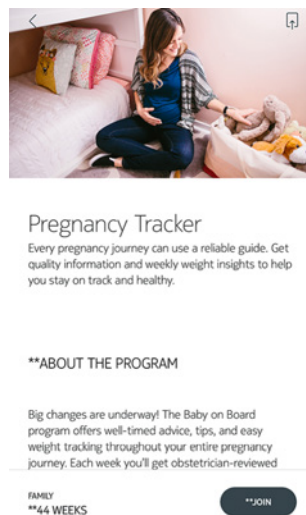 Pregnancy Tracker
Every pregnancy journey can use a reliable guide. Get
quality information and weekly weight insights to help
you stay on track and healthy.
**ABOUT THE PROGRAM
Big changes are underway! The Baby on Board
program offers well-timed advice, tips, and easy
weight tracking throughout your entire pregnancy
journey. Each week you'll get obstetrician-reviewed
FAMILY
**44 WEEKS
**JOIN